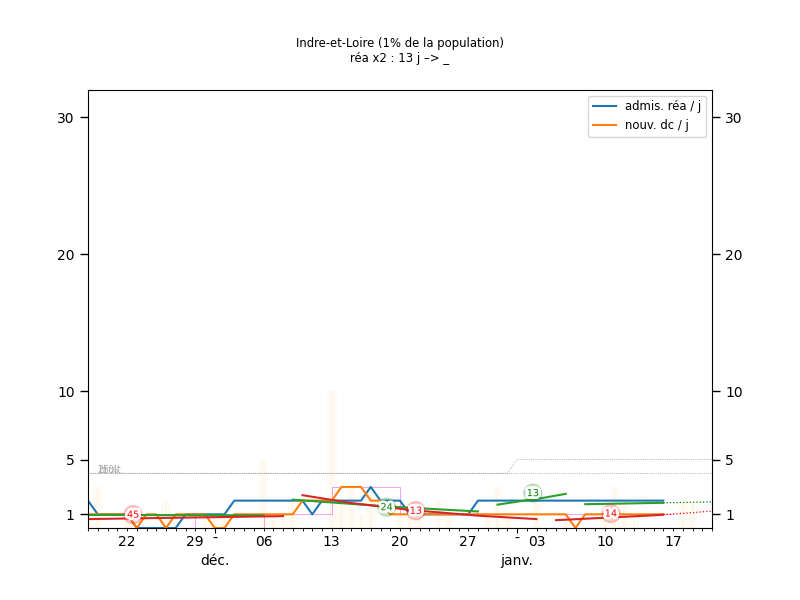 Indre-et-Loire (1% de la population)
réa x2 : 13 j –> _
admis. réa / j
nouv. dc / j
30 30
20 20
10 10
5 5
1 1
45 24 13 13 14
22 29 - 06 13 20 27 - 03 10 17
déc. janv.